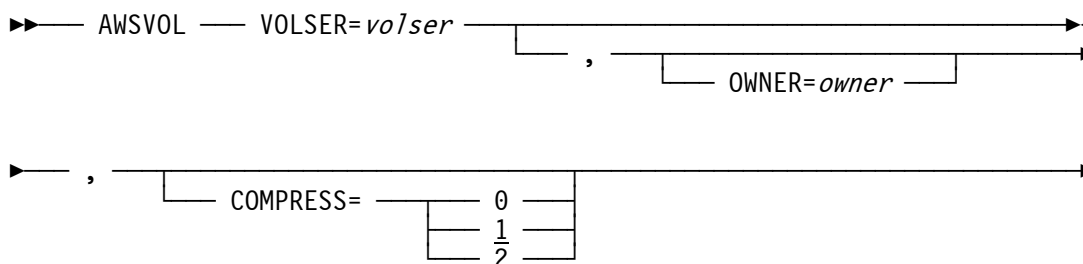 AWSVOL VOLSER=volser
,
OWNER=owner
,
COMPRESS= 0
1
2